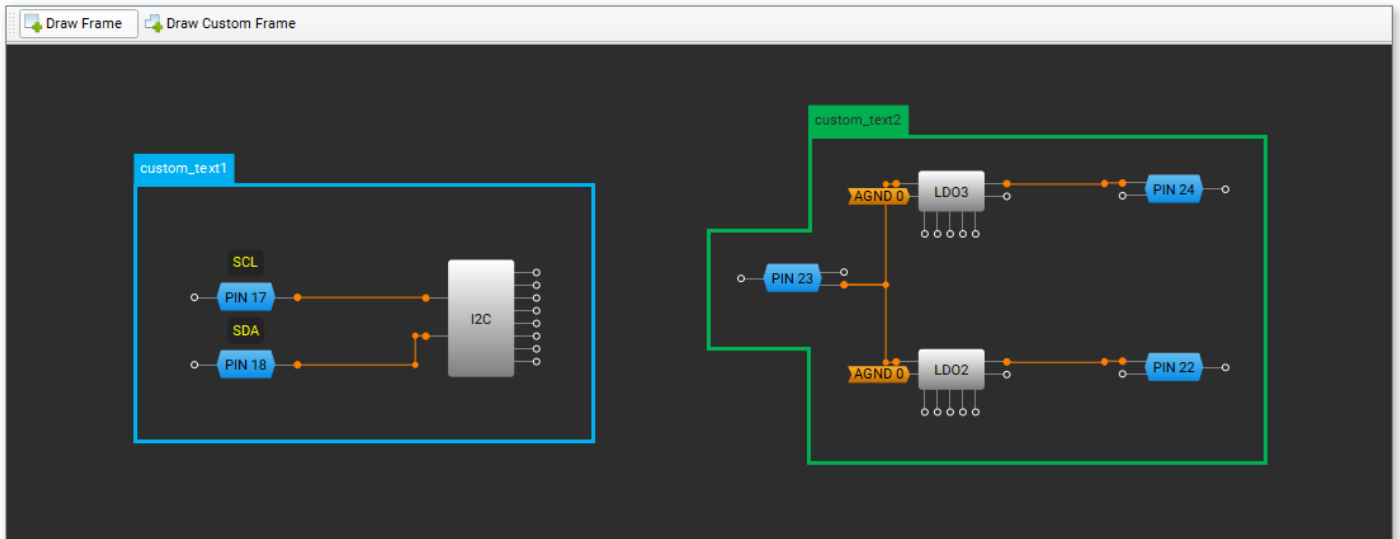 Draw Frame
Draw Custom Frame
custom_text1
SCL
PIN 17
SDA
PIN 18
I2C
custom_text2
AGND 0
LDO3
PIN 24
PIN 23
AGND 0
LDO2
PIN 22